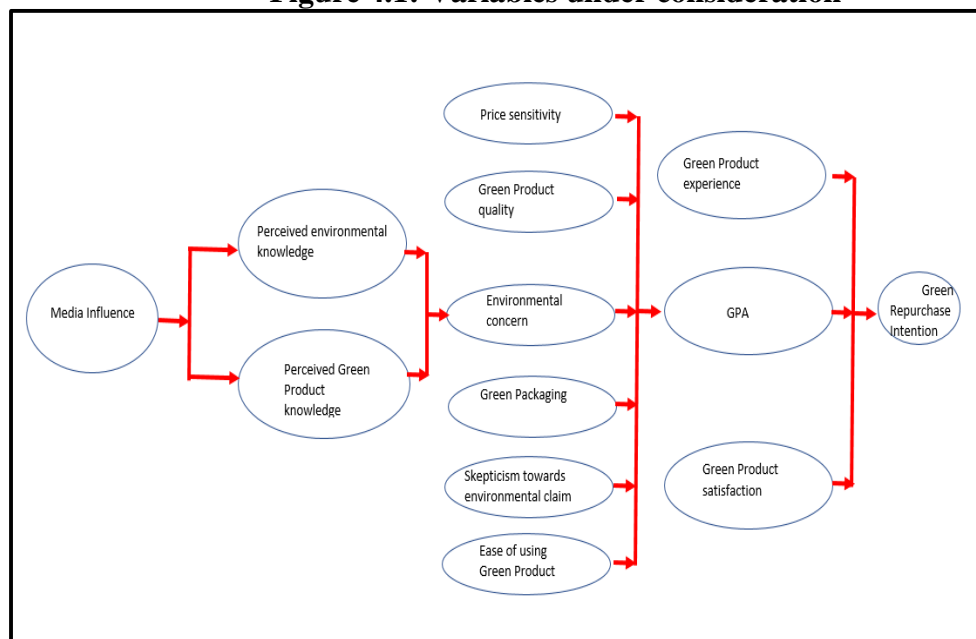 Figure 4.1: Variables under consideration
Price sensitivity
Green Product
quality
Green Product
experience
Perceived environmental
knowledge
Media Influence
Environmental
concern
GPA
Green
Repurchase
Intention
Perceived Green
Product
knowledge
Green Packaging
Skepticism towards
environmental claim
Green Product
satisfaction
Ease of using
Green Product